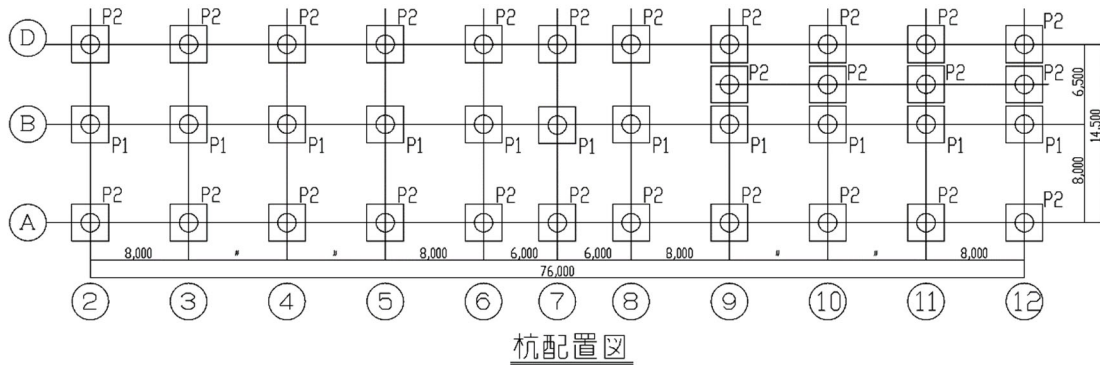 P2 P2 P2 P2 P2 P2 P2 P2 P2 P2 P2
D
P2 P2 P2 P2
6,500
B
14,500
P1 P1 P1 P1 P1 P1 P1 P1 P1 P1 P1
8,000
P2 P2 P2 P2 P2 P2 P2 P2 P2 P2 P2
A
8,000 〃 〃 8,000 6,000 6,000 8,000 〃 〃 8,000
76,000
2 3 4 5 6 7 8 9 10 11 12
杭配置図